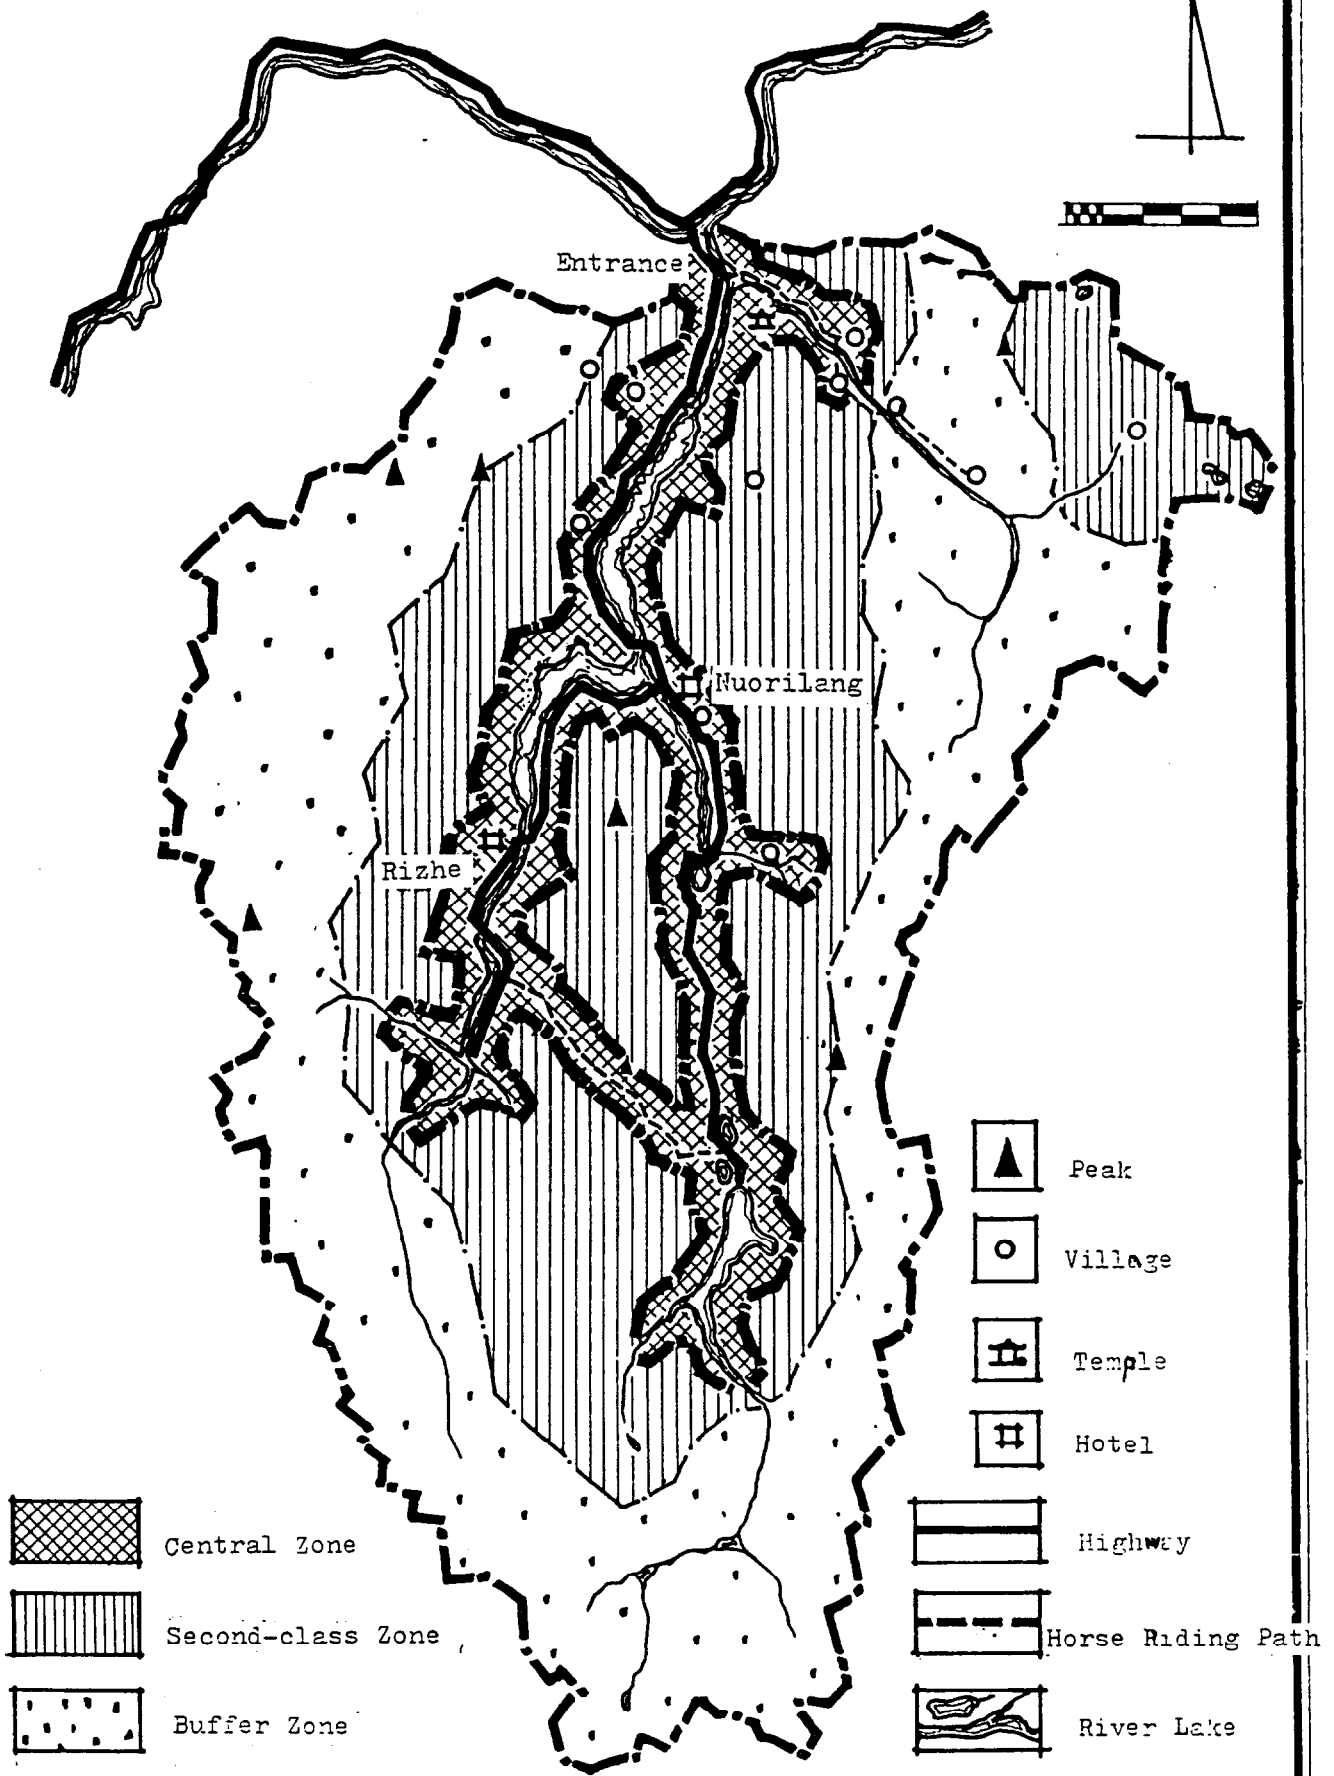 Entrance
Nuorilang
Rizhe
Peak
Village
Temple
Hotel
Central Zone
Highway
Second-class Zone
Horse Riding Path
Buffer Zone
River Lake